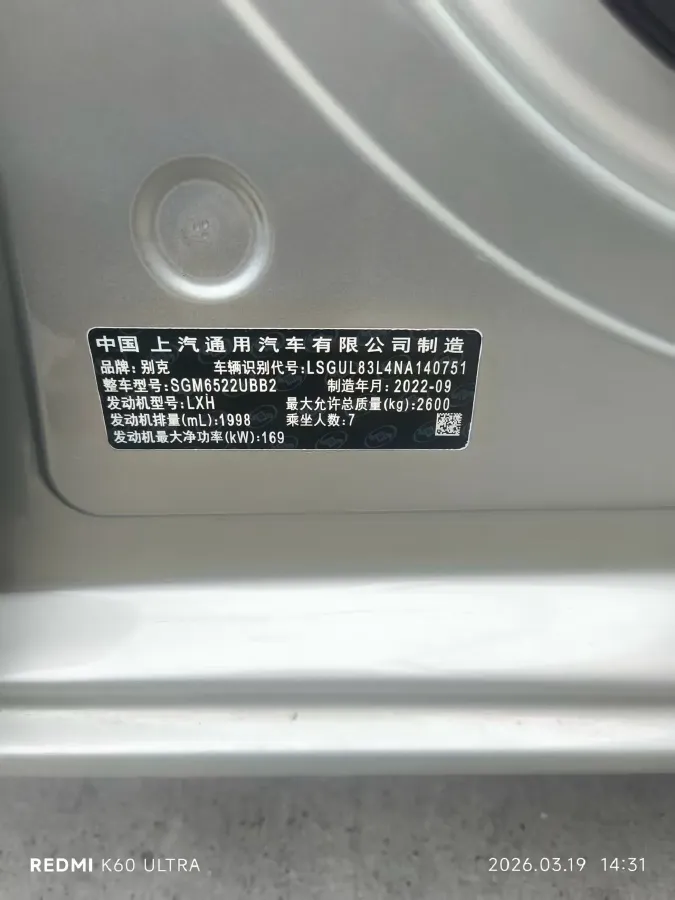 中国 上汽通用汽车有限公司制造
品牌: 别克 车辆识别代号:LSGUL83L4NA140751
整车型号:SGM6522UBB2 制造年月: 2022-09
发动机型号:LXH 最大允许总质量(kg):2600
发动机排量(mL):1998 乘坐人数:7
发动机最大净功率(kW):169
REDMI K60 ULTRA 2026.03.19 14:31